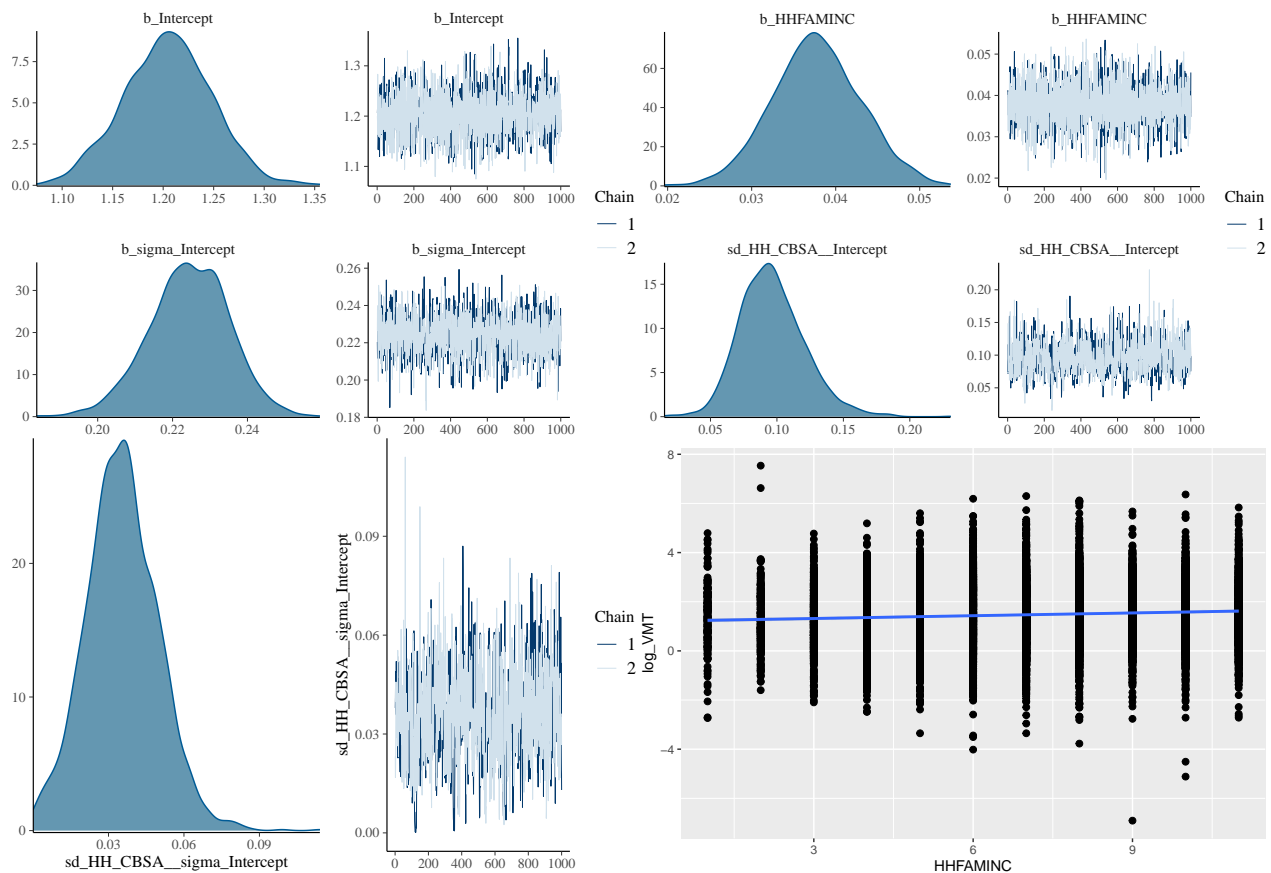 b_Intercept
7.5
5.0
2.5
0.0
1.10 1.15 1.20 1.25 1.30 1.35
b_Intercept
1.3
1.2
1.1
0 200 400 600 800 1000
Chain
1
2
b_HHFAMINC
60
40
20
0
0.02 0.03 0.04 0.05
b_HHFAMINC
0.05
0.04
0.03
0.02
0 200 400 600 800 1000
Chain
1
2
b_sigma_Intercept
30
20
10
0
0.20 0.22 0.24
b_sigma_Intercept
0.26
0.24
0.22
0.20
0.18
0 200 400 600 800 1000
sd_HH_CBSA__Intercept
15
10
5
0
0.05 0.10 0.15 0.20
sd_HH_CBSA__Intercept
0.20
0.15
0.10
0.05
0 200 400 600 800 1000
20
10
0
0.03 0.06 0.09
sd_HH_CBSA__sigma_Intercept
sd_HH_CBSA__sigma_Intercept
0.09
0.06
0.03
0.00
0 200 400 600 800 1000
Chain
1
2
log_VMT
8
4
0
−4
3 6 9
HHFAMINC